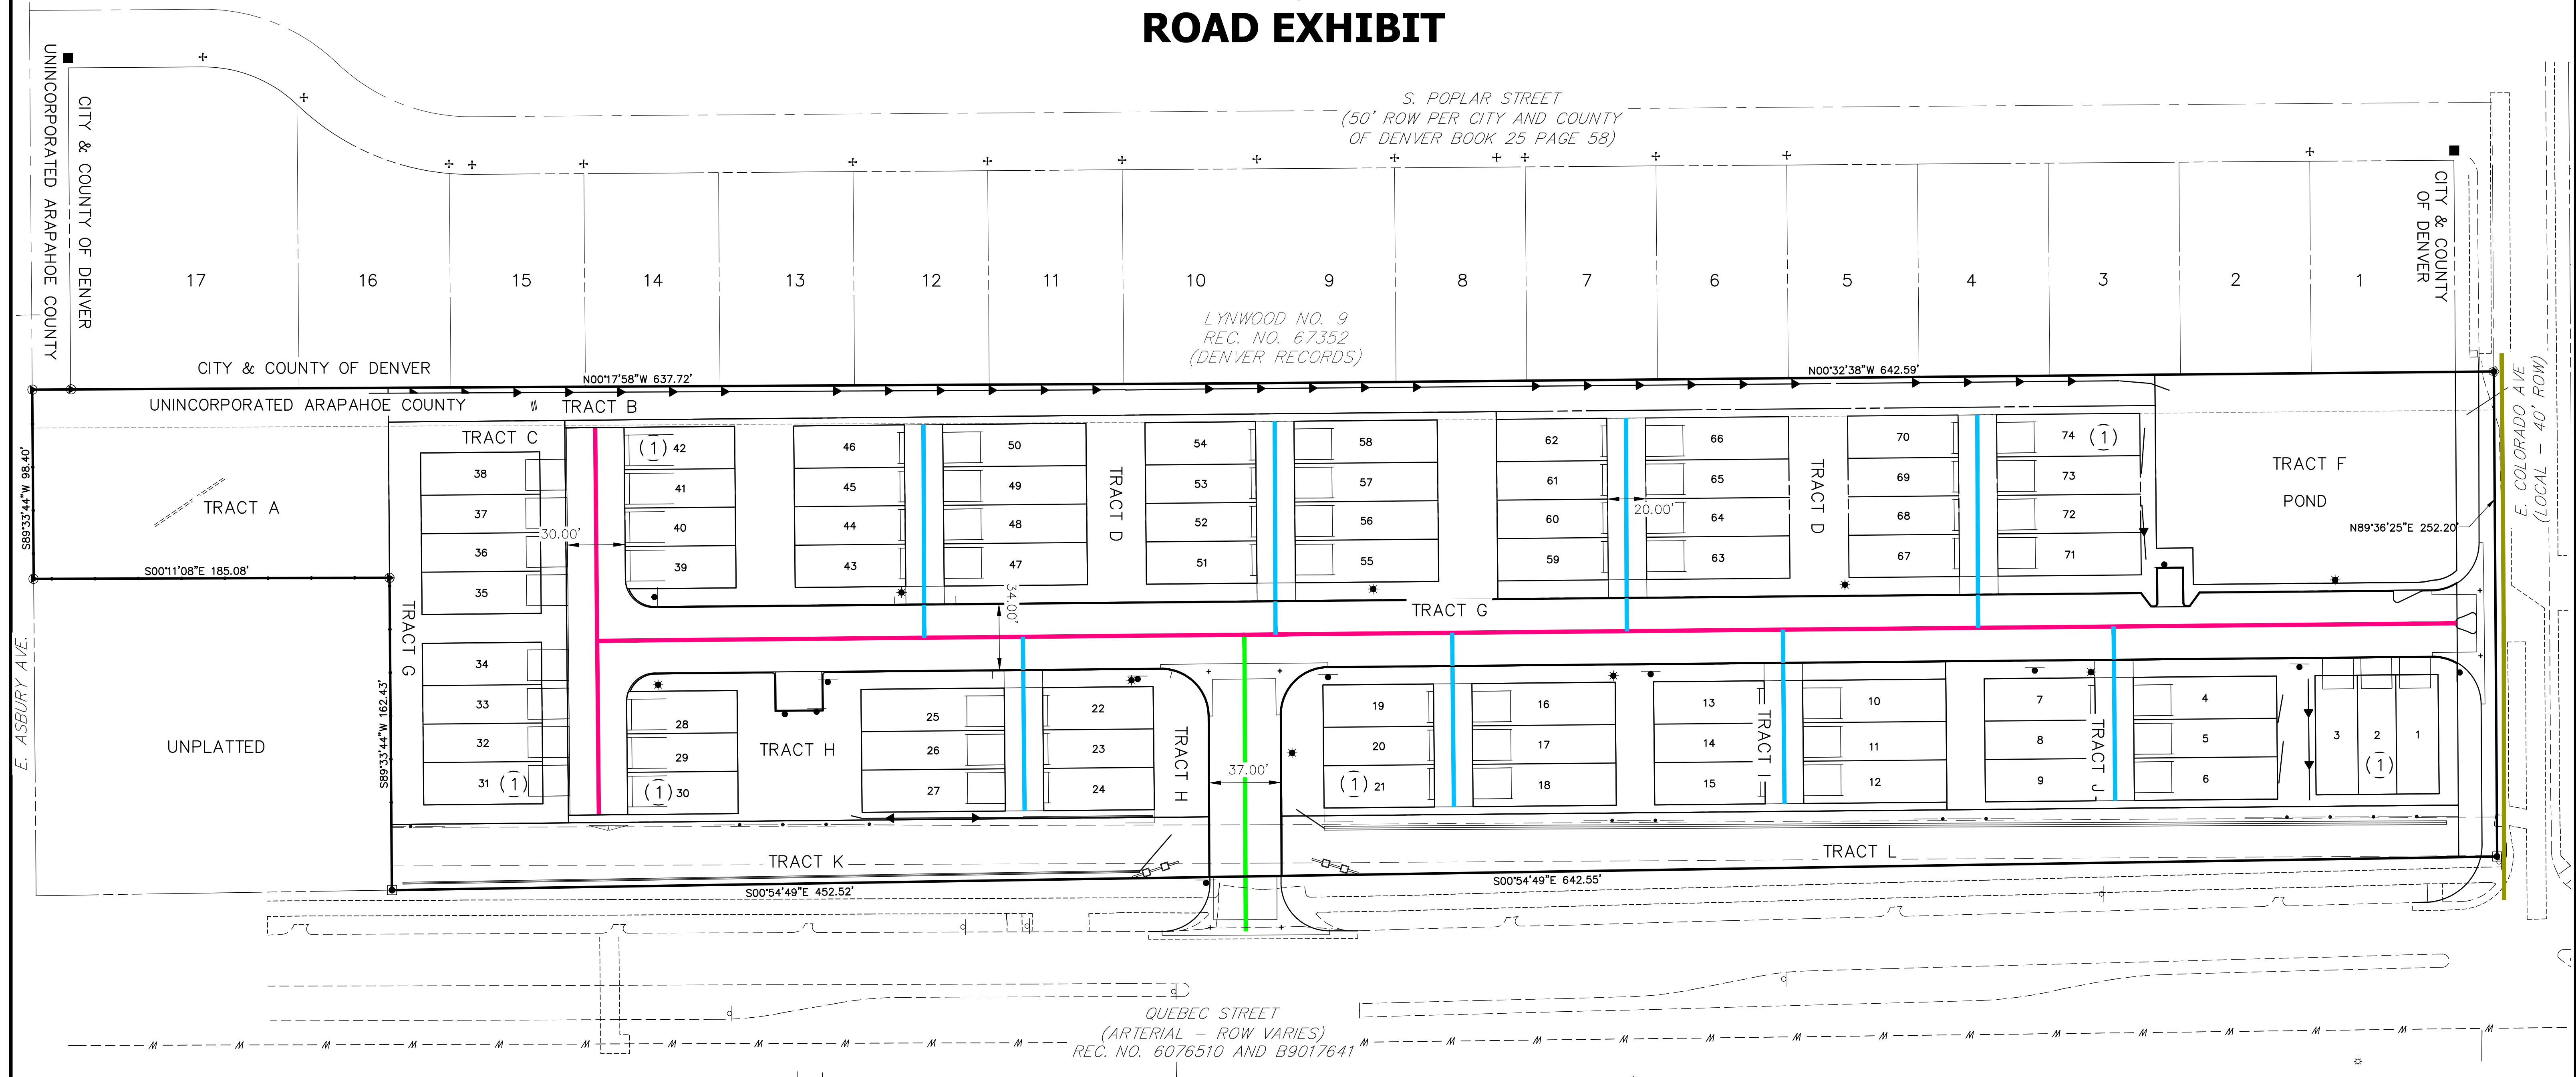 ROAD EXHIBIT
UNINCORPORATED ARAPAHOE COUNTY
CITY & COUNTY OF DENVER
S. POPLAR STREET
(50' ROW PER CITY AND COUNTY
OF DENVER BOOK 25 PAGE 58)
CITY & COUNTY
OF DENVER
17
16
15
14
13
12
11
10
9
8
7
6
5
4
3
2
1
LYNWOOD NO. 9
REC. NO. 67352
(DENVER RECORDS)
CITY & COUNTY OF DENVER
N00°17'58"W 637.72'
N00°32'38"W 642.59'
UNINCORPORATED ARAPAHOE COUNTY
TRACT B
E. COLORADO AVE
(LOCAL - 40' ROW)
TRACT C
S89°33'44"W 98.40'
TRACT A
S00°11'08"E 185.08'
38
37
36
35
30.00'
(1)
42
41
40
39
46
45
44
43
50
49
48
47
TRACT D
54
53
52
51
58
57
56
55
62
61
60
59
20.00'
66
65
64
63
TRACT D
70
69
68
67
74
(1)
73
72
71
TRACT F
POND
N89°36'25"E 252.20'
34.00'
TRACT G
TRACT G
E. ASBURY AVE.
UNPLATTED
S89°33'44"W 162.43'
34
33
32
31
(1)
28
29
(1)
30
TRACT H
25
26
27
22
23
24
TRACT H
37.00'
19
20
(1)
21
16
17
18
13
14
15
TRACT I
10
11
12
7
8
9
TRACT J
4
5
6
3
2
1
(1)
TRACT K
TRACT L
S00°54'49"E 452.52'
S00°54'49"E 642.55'
QUEBEC STREET
(ARTERIAL - ROW VARIES)
REC. NO. 6076510 AND B9017641